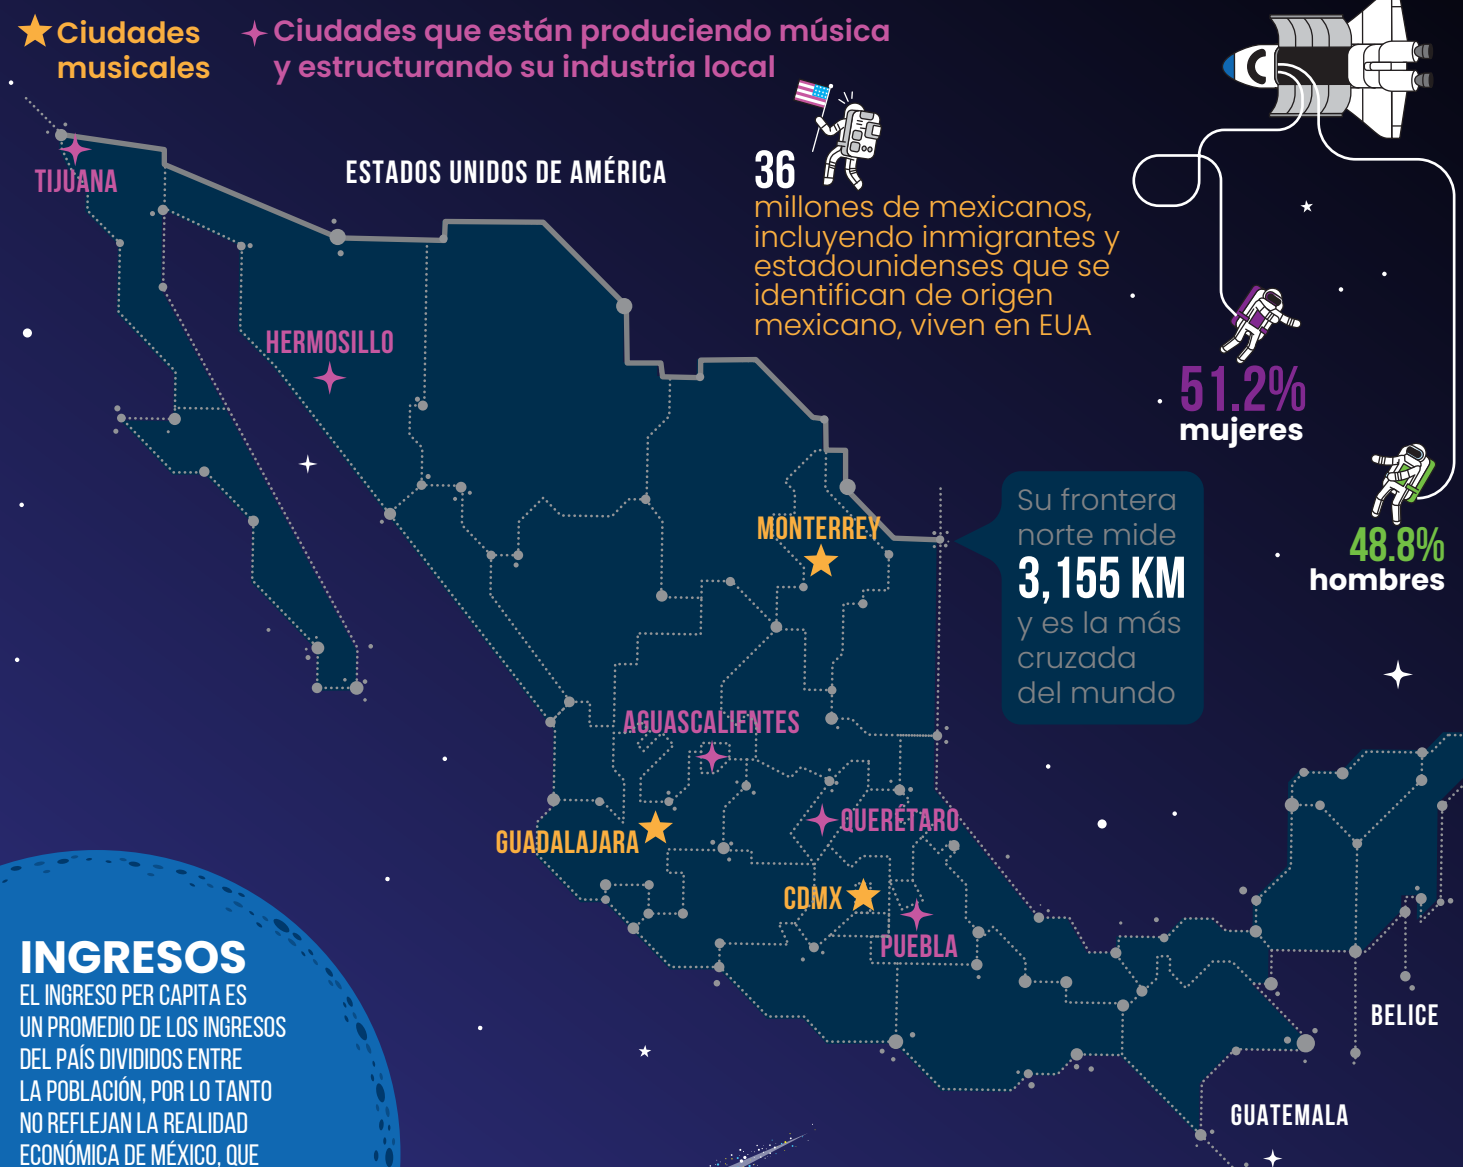 Ciudades
musicales
Ciudades que están produciendo música
y estructurando su industria local
TIJUANA
ESTADOS UNIDOS DE AMÉRICA
36
millones de mexicanos,
incluyendo inmigrantes y
estadounidenses que se
identifican de origen
mexicano, viven en EUA
HERMOSILLO
51.2%
mujeres
48.8%
hombres
MONTERREY
Su frontera
norte mide
3,155 KM
y es la más
cruzada
del mundo
AGUASCALIENTES
QUERÉTARO
GUADALAJARA
CDMX
PUEBLA
BELICE
GUATEMALA
INGRESOS
EL INGRESO PER CAPITA ES
UN PROMEDIO DE LOS INGRESOS
DEL PAÍS DIVIDIDOS ENTRE
LA POBLACIÓN, POR LO TANTO
NO REFLEJAN LA REALIDAD
ECONÓMICA DE MÉXICO, QUE